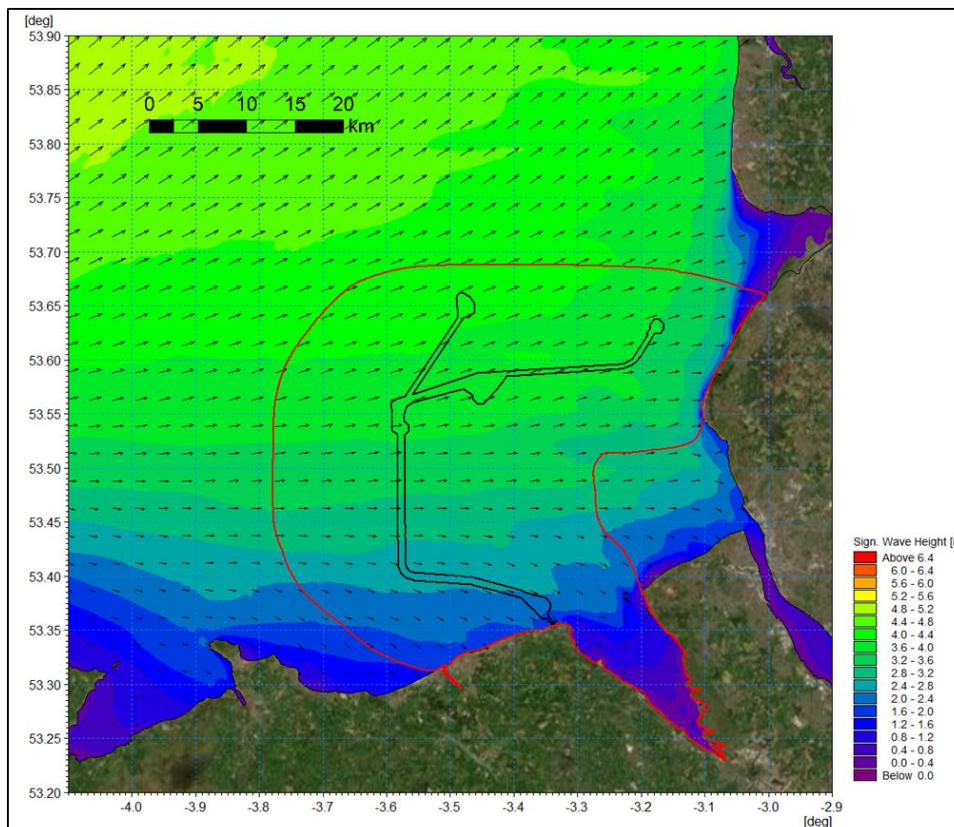 [deg]
53.90
53.85
53.80
53.75
53.70
53.65
53.60
53.55
53.50
53.45
53.40
53.35
53.30
53.25
53.20
0 5 10 15 20
km
-4.0 -3.9 -3.8 -3.7 -3.6 -3.5 -3.4 -3.3 -3.2 -3.1 -3.0 -2.9
[deg]
Sign. Wave Height [
Above 6.4
6.0 - 6.4
5.6 - 6.0
5.2 - 5.6
4.8 - 5.2
4.4 - 4.8
4.0 - 4.4
3.6 - 4.0
3.2 - 3.6
2.8 - 3.2
2.4 - 2.8
2.0 - 2.4
1.6 - 2.0
1.2 - 1.6
0.8 - 1.2
0.4 - 0.8
0.0 - 0.4
Below 0.0